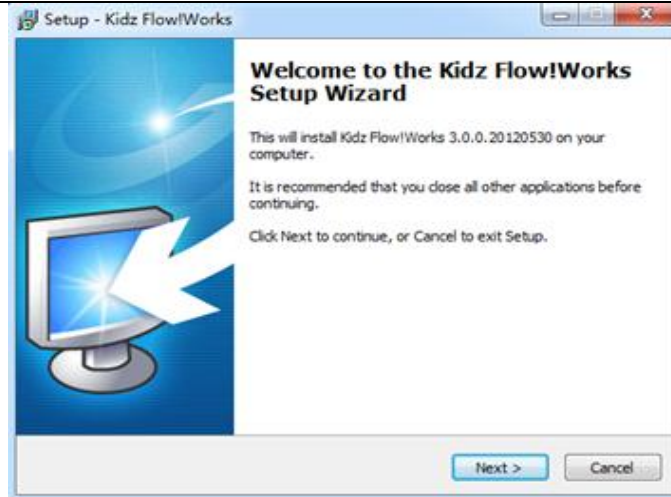 Setup - Kidz Flow!Works
Welcome to the Kidz Flow!Works
Setup Wizard
This will install Kidz Flow!Works 3.0.0.20120530 on your
computer.
It is recommended that you close all other applications before
continuing.
Click Next to continue, or Cancel to exit Setup.
Next >
Cancel